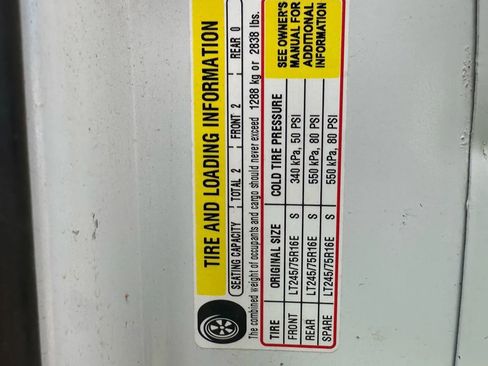 TIRE AND LOADING INFORMATION
SEATING CAPACITY TOTAL 2 FRONT 2 REAR 0
The combined weight of occupants and cargo should never exceed 1288 kg or 2838 lbs.
TIRE ORIGINAL SIZE COLD TIRE PRESSURE
FRONT LT245/75R16E S 340 kPa, 50 PSI
REAR LT245/75R16E S 550 kPa, 80 PSI
SPARE LT245/75R16E S 550 kPa, 80 PSI
SEE OWNER'S
MANUAL FOR
ADDITIONAL
INFORMATION